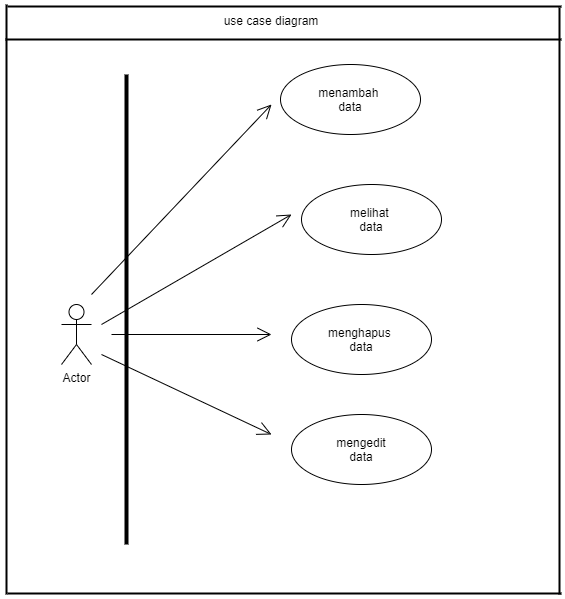 use case diagram
menambah
data
melihat
data
menghapus
data
Actor
mengedit
data